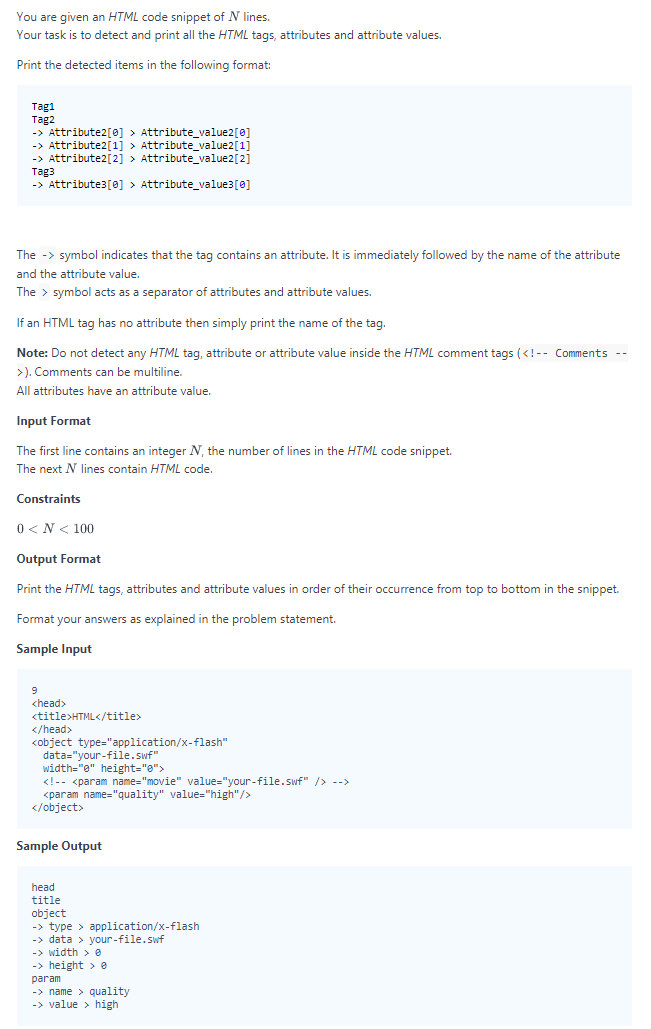 You are given an HTML code snippet of N lines.
Your task is to detect and print all the HTML tags, attributes and attribute values.
Print the detected items in the following format:
Tag1
Tag2
-> Attribute2[0] > Attribute_value2[0]
-> Attribute2[1] > Attribute_value2[1]
-> Attribute2[2] > Attribute_value2[2]
Tag3
-> Attribute3[0] > Attribute_value3[0]
The -> symbol indicates that the tag contains an attribute. It is immediately followed by the name of the attribute
and the attribute value.
The > symbol acts as a separator of attributes and attribute values.
If an HTML tag has no attribute then simply print the name of the tag.
Note: Do not detect any HTML tag, attribute or attribute value inside the HTML comment tags (<!-- Comments --
>). Comments can be multiline.
All attributes have an attribute value.
Input Format
The first line contains an integer N, the number of lines in the HTML code snippet.
The next N lines contain HTML code.
Constraints
0 < N < 100
Output Format
Print the HTML tags, attributes and attribute values in order of their occurrence from top to bottom in the snippet.
Format your answers as explained in the problem statement.
Sample Input
9
<head>
<title>HTML</title>
</head>
<object type="application/x-flash"
  data="your-file.swf"
  width="0" height="0">
  <!-- <param name="movie" value="your-file.swf" /> -->
  <param name="quality" value="high"/>
</object>
Sample Output
head
title
object
-> type > application/x-flash
-> data > your-file.swf
-> width > 0
-> height > 0
param
-> name > quality
-> value > high